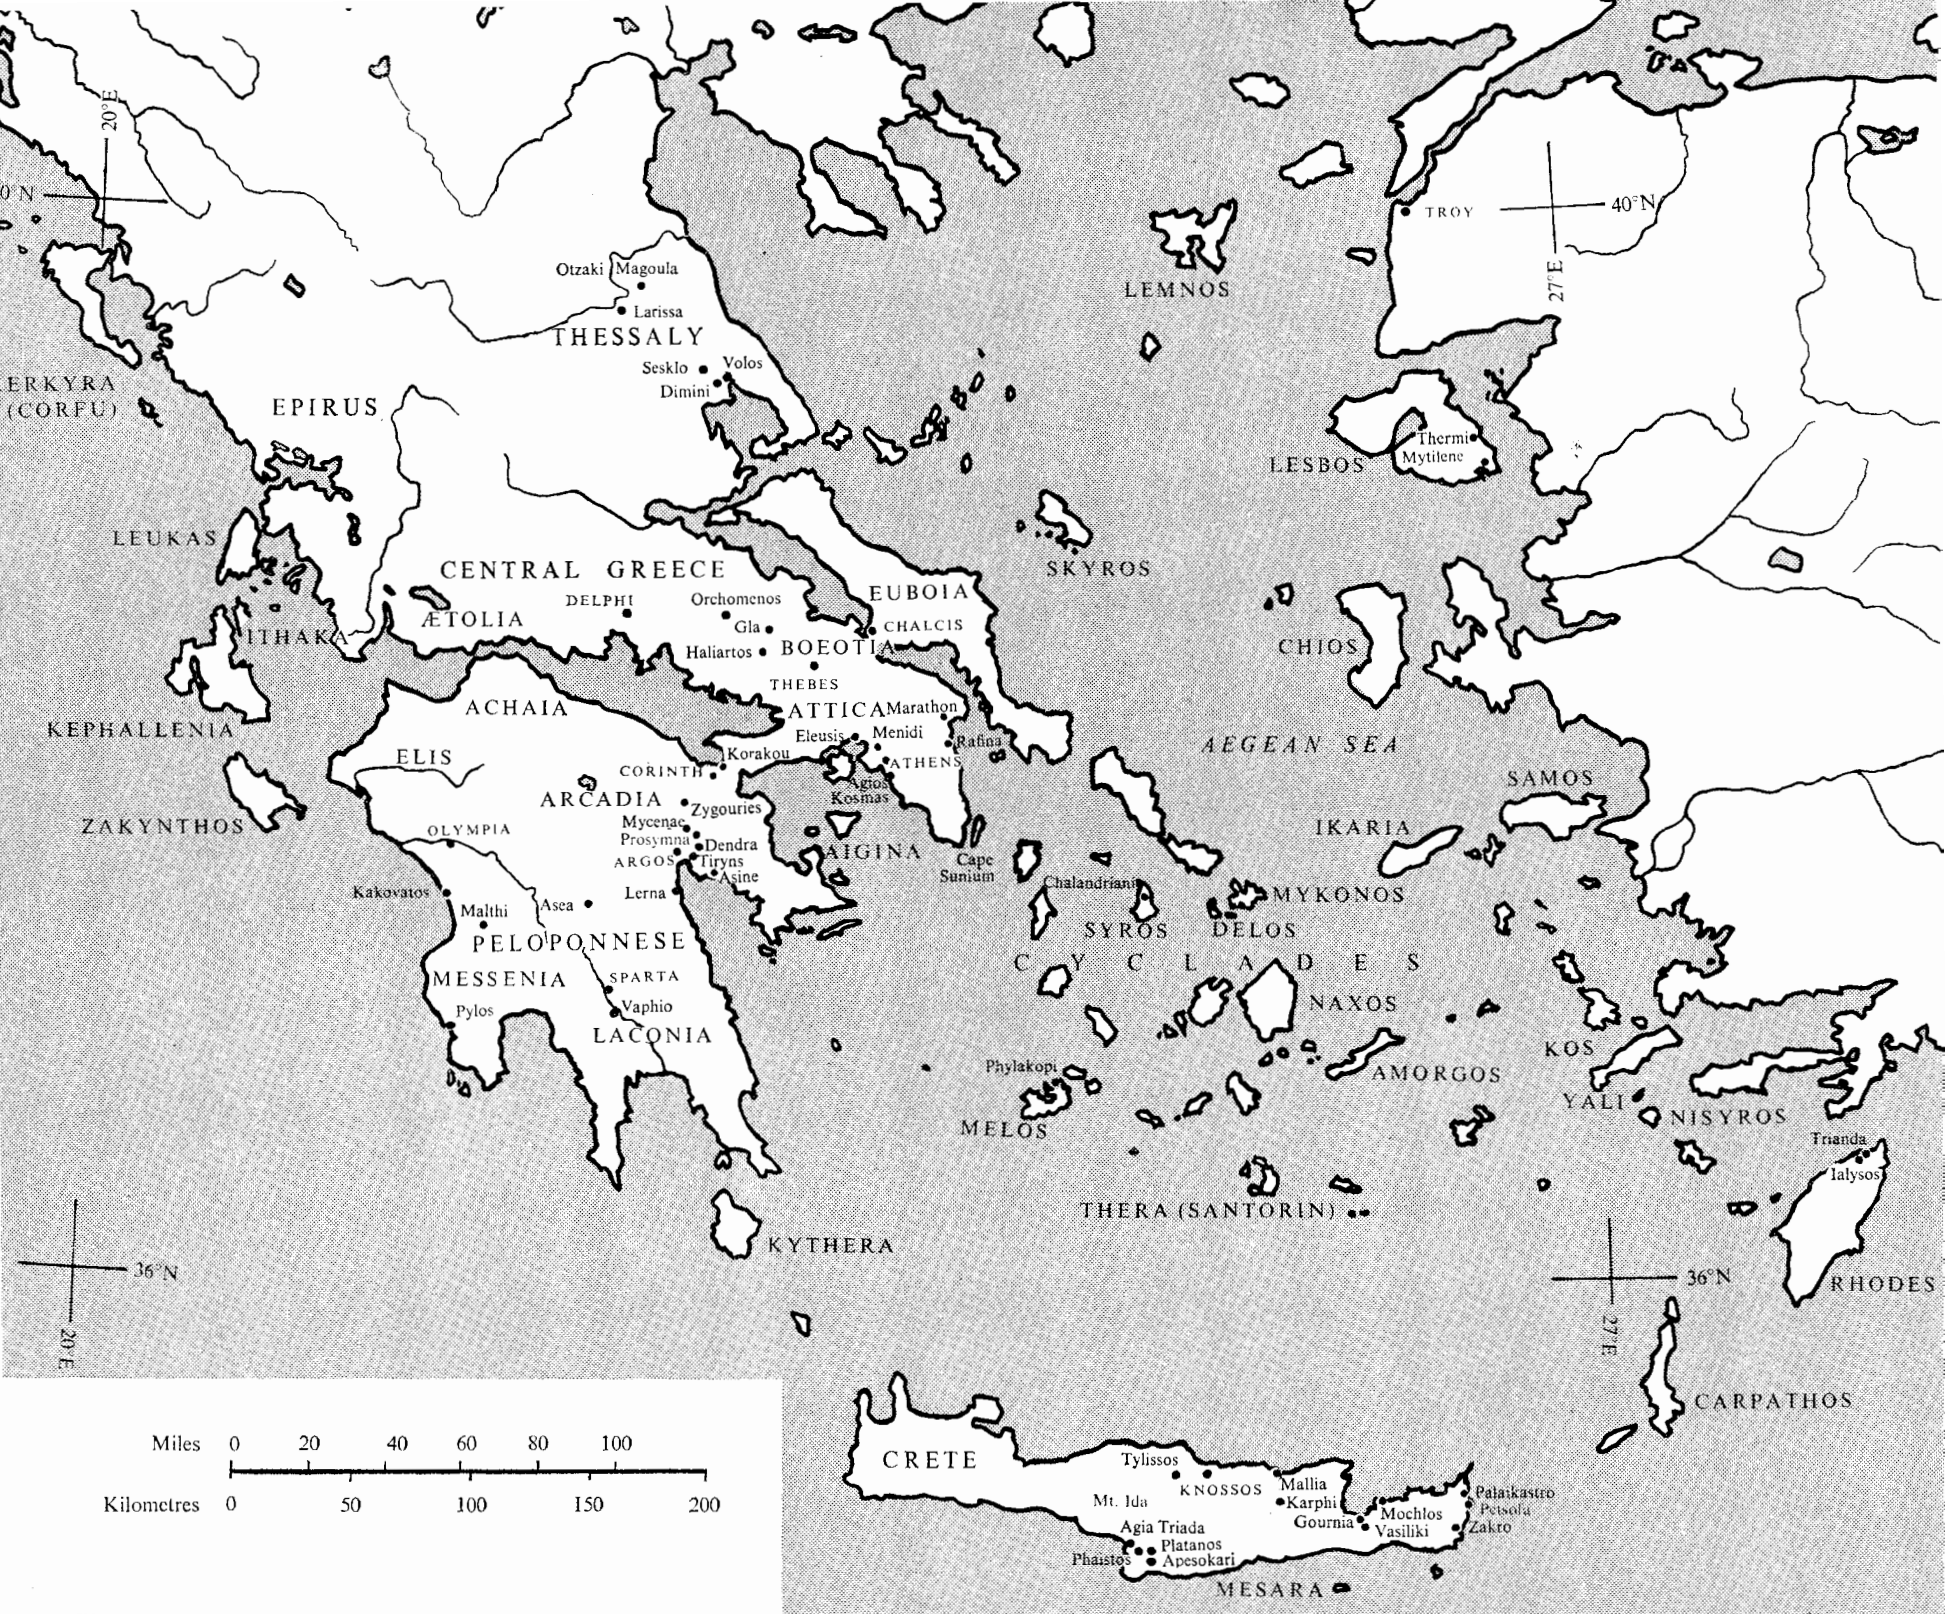 20°E
0°N
TROY
40°N
27°E
Otzaki Magoula
LEMNOS
Larissa
THESSALY
Sesklo
Volos
Dimini
ERKYRA
(CORFU)
EPIRUS
Thermi
Mytilene
LESBOS
LEUKAS
CENTRAL GREECE
SKYROS
DELPHI
Orchomenos
EUBOIA
ÆTOLIA
Gla
CHALCIS
ITHAKA
Haliartos
BOEOTIA
CHIOS
THEBES
ACHAIA
ATTICA
Marathon
KEPHALLENIA
Eleusis
Menidi
Rafina
AEGEAN SEA
ELIS
Korakou
ATHENS
CORINTH
Agios
Kosmas
SAMOS
ARCADIA
Zygouries
ZAKYNTHOS
OLYMPIA
Mycenae
Prosymna
Dendra
IKARIA
ARGOS
Tiryns
AIGINA
Cape
Sunium
Asine
Kakovatos
Lerna
Chalandriani
MYKONOS
Malthi
Asea
SYROS
DELOS
PELOPONNESE
CYCLADES
MESSENIA
SPARTA
NAXOS
Pylos
Vaphio
LACONIA
KOS
Phylakopi
AMORGOS
YALI
NISYROS
MELOS
Trianda
Ialysos
THERA (SANTORIN)
KYTHERA
36°N
36°N
RHODES
20°E
27°E
CARPATHOS
Miles 0 20 40 60 80 100
Kilometres 0 50 100 150 200
CRETE
Tylissos
KNOSSOS
Mallia
Palaikastro
Mt. Ida
Karphi
Petsofa
Gournia
Mochlos
Zakro
Vasiliki
Agia Triada
Platanos
Phaistos
Apesokari
MESARA